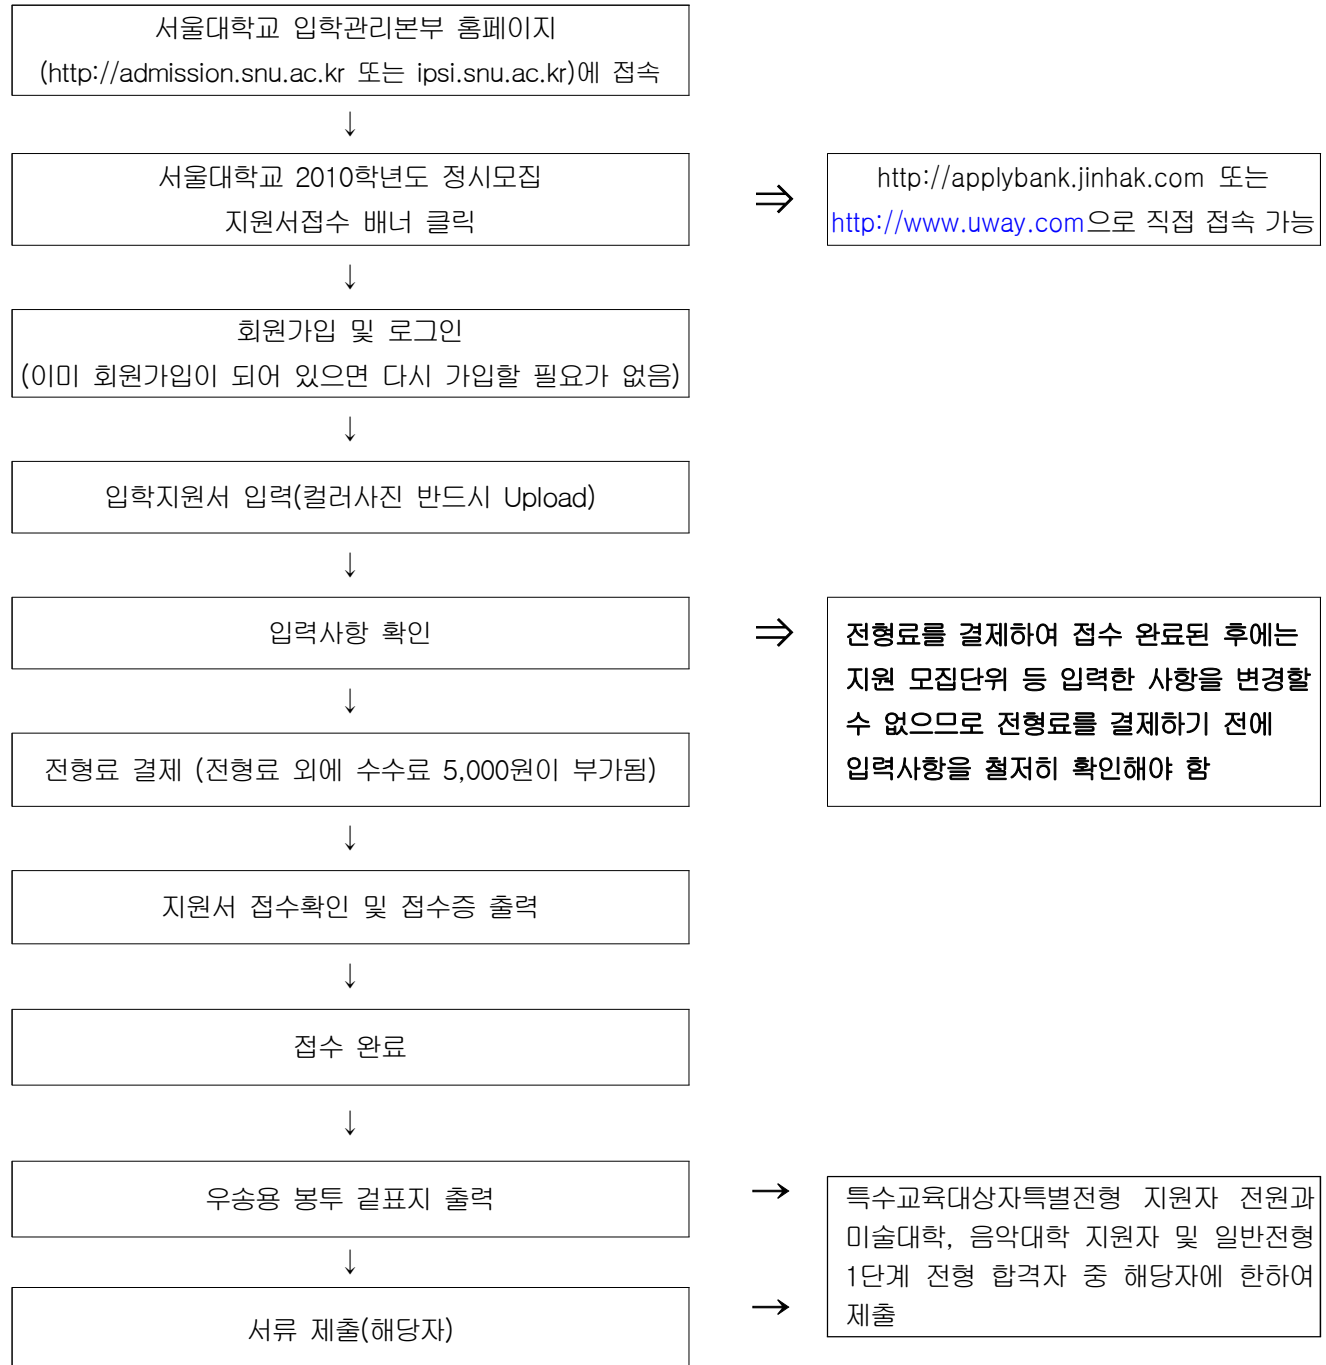 서울대학교 입학관리본부 홈페이지
(http://admission.snu.ac.kr 또는 ipsi.snu.ac.kr)에 접속
↓
서울대학교 2010학년도 정시모집
지원서접수 배너 클릭
⇒
http://applybank.jinhak.com 또는
http://www.uway.com으로 직접 접속 가능
↓
회원가입 및 로그인
(이미 회원가입이 되어 있으면 다시 가입할 필요가 없음)
↓
입학지원서 입력(컬러사진 반드시 Upload)
↓
입력사항 확인
⇒
전형료를 결제하여 접수 완료된 후에는
지원 모집단위 등 입력한 사항을 변경할
수 없으므로 전형료를 결제하기 전에
입력사항을 철저히 확인해야 함
↓
전형료 결제 (전형료 외에 수수료 5,000원이 부가됨)
↓
지원서 접수확인 및 접수증 출력
↓
접수 완료
↓
우송용 봉투 겉표지 출력
→
특수교육대상자특별전형 지원자 전원과
미술대학, 음악대학 지원자 및 일반전형
1단계 전형 합격자 중 해당자에 한하여
제출
↓
서류 제출(해당자)
→